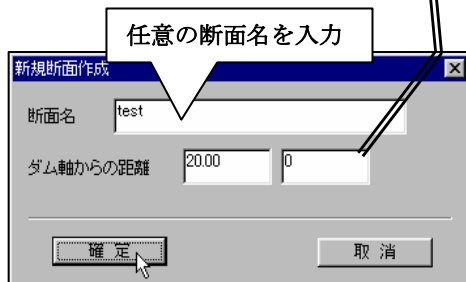 任意の断面名を入力
新規断面作成
断面名 test
ダム軸からの距離 20.00 0
確 定 取 消